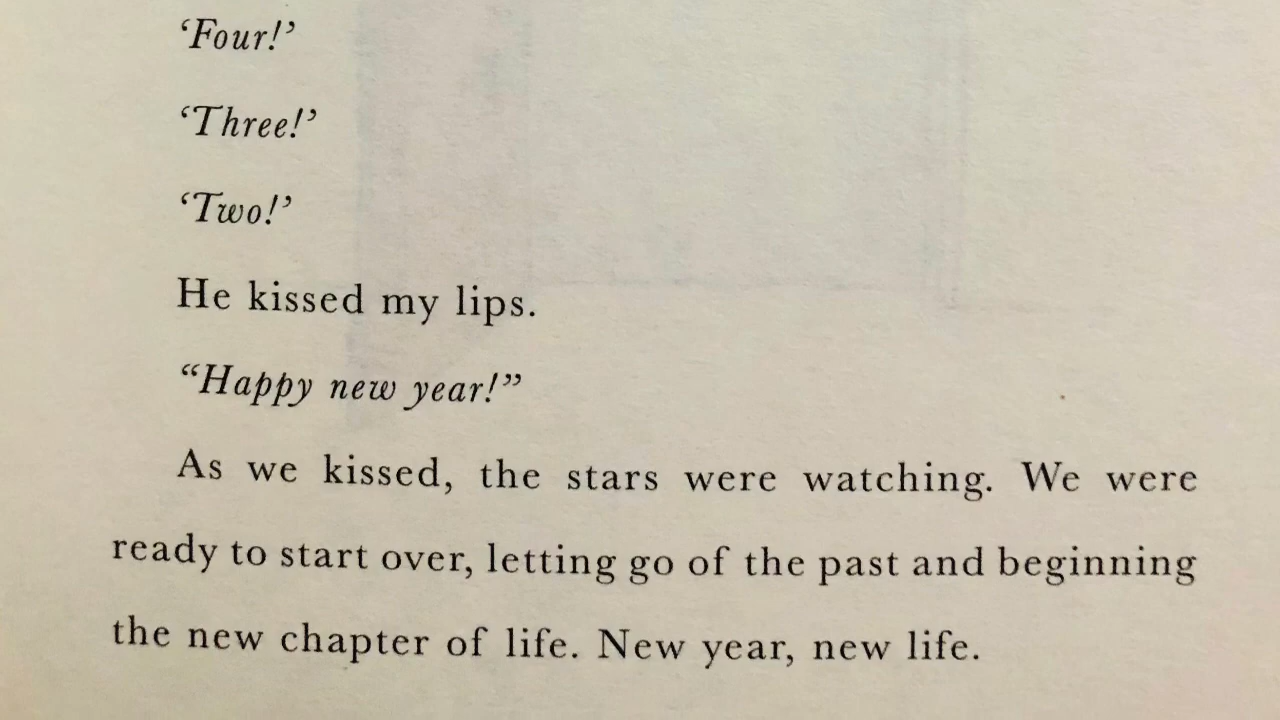 ‘Four!’
‘Three!’
‘Two!’
He kissed my lips.
“Happy new year!”
As we kissed, the stars were watching. We were
ready to start over, letting go of the past and beginning
the new chapter of life. New year, new life.